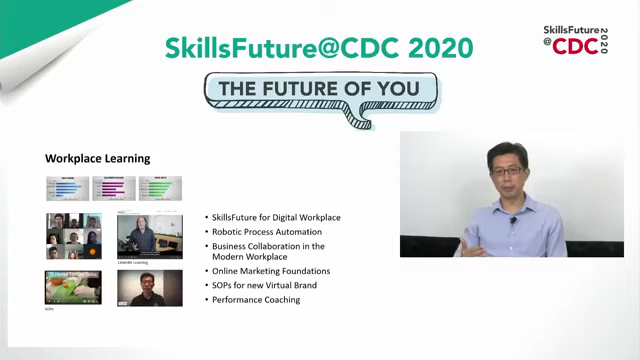 SkillsFuture@CDC 2020
SkillsFuture
@CDC
2020
THE FUTURE OF YOU
Workplace Learning
• SkillsFuture for Digital Workplace
• Robotic Process Automation
• Business Collaboration in the
Modern Workplace
• Online Marketing Foundations
• SOPs for new Virtual Brand
• Performance Coaching
LinkedIn Learning
SOPs